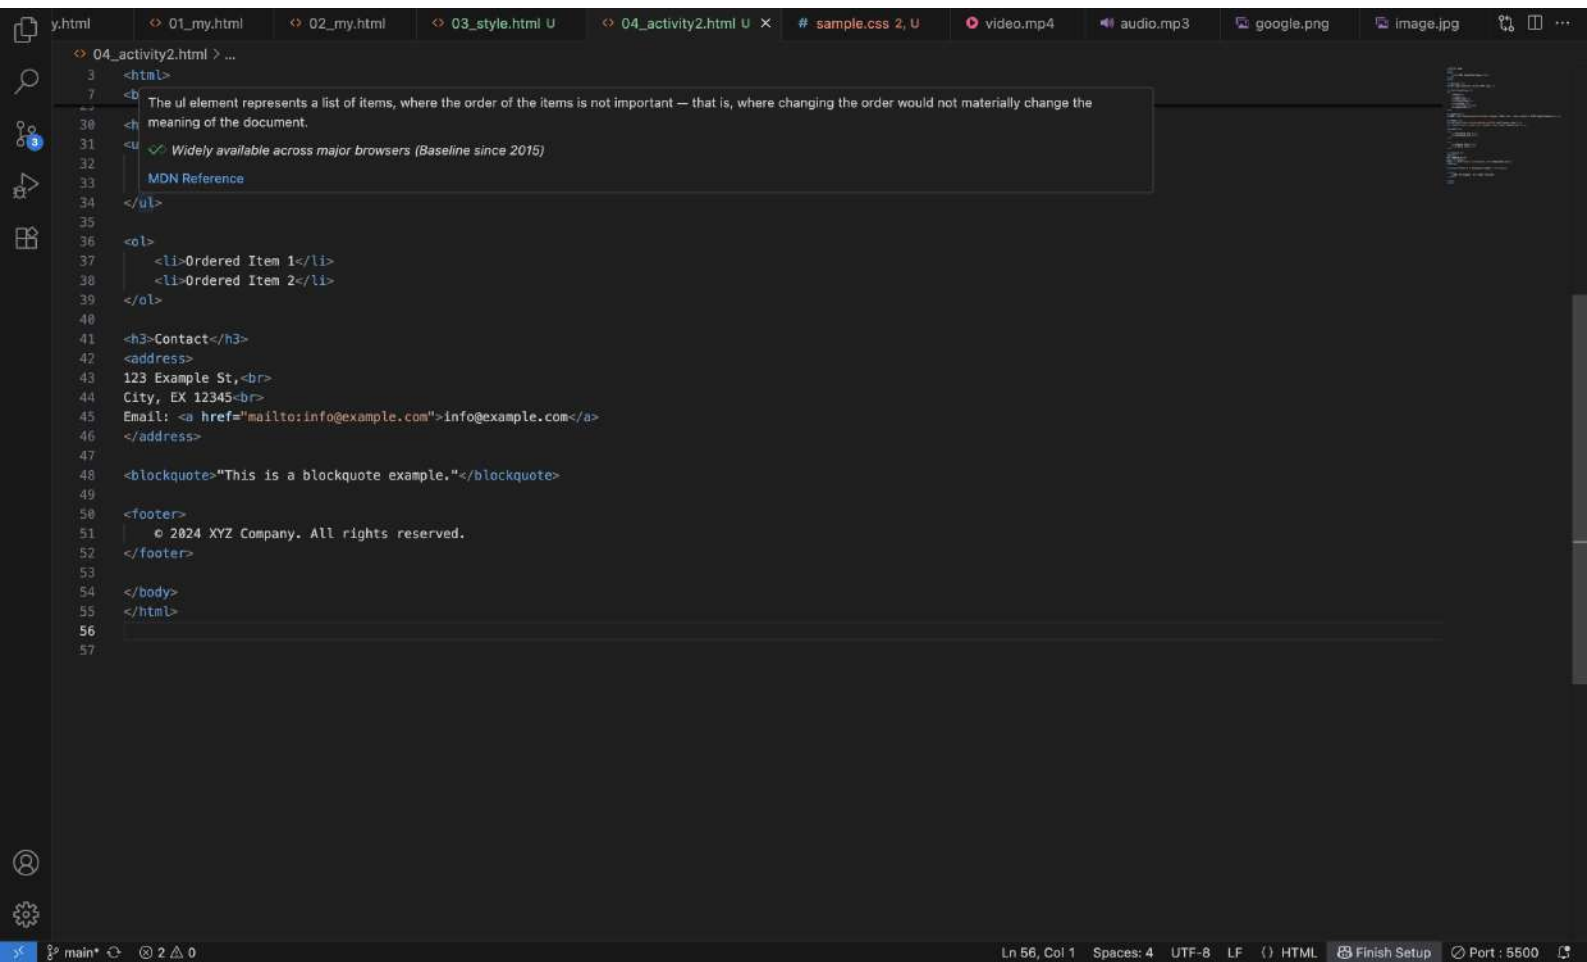 y.html <> 01_my.html <> 02_my.html <> 03_style.html U <> 04_activity2.html U × # sample.css 2, U video.mp4 audio.mp3 google.png image.jpg ···
<> 04_activity2.html > ...
3 <html>
7 <b
The ul element represents a list of items, where the order of the items is not important — that is, where changing the order would not materially change the
30 <h meaning of the document.
31 <u Widely available across major browsers (Baseline since 2015)
32
33 MDN Reference
34 </ul>
35
36 <ol>
37 <li>Ordered Item 1</li>
38 <li>Ordered Item 2</li>
39 </ol>
40
41 <h3>Contact</h3>
42 <address>
43 123 Example St,<br>
44 City, EX 12345<br>
45 Email: <a href="mailto:info@example.com">info@example.com</a>
46 </address>
47
48 <blockquote>"This is a blockquote example."</blockquote>
49
50 <footer>
51 © 2024 XYZ Company. All rights reserved.
52 </footer>
53
54 </body>
55 </html>
56
57
3
main* 2 0 Ln 56, Col 1 Spaces: 4 UTF-8 LF {} HTML Finish Setup Port : 5500